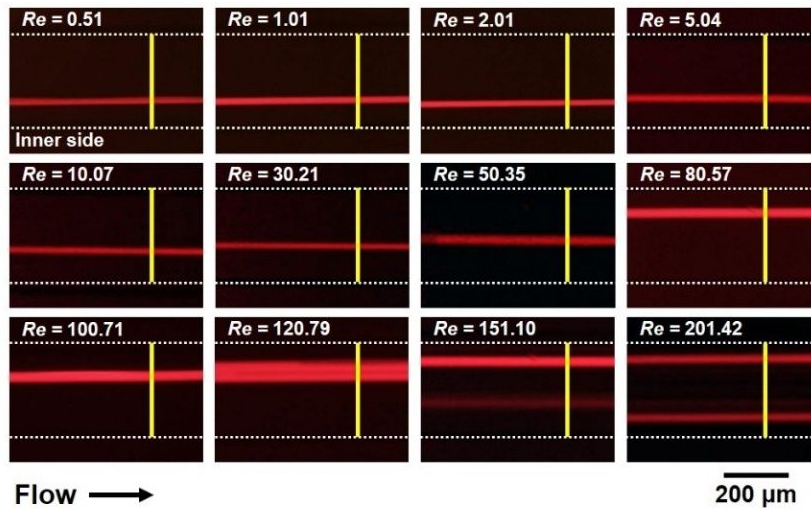 Re = 0.51
Re = 1.01
Re = 2.01
Re = 5.04
Inner side
Re = 10.07
Re = 30.21
Re = 50.35
Re = 80.57
Re = 100.71
Re = 120.79
Re = 151.10
Re = 201.42
Flow
200 µm